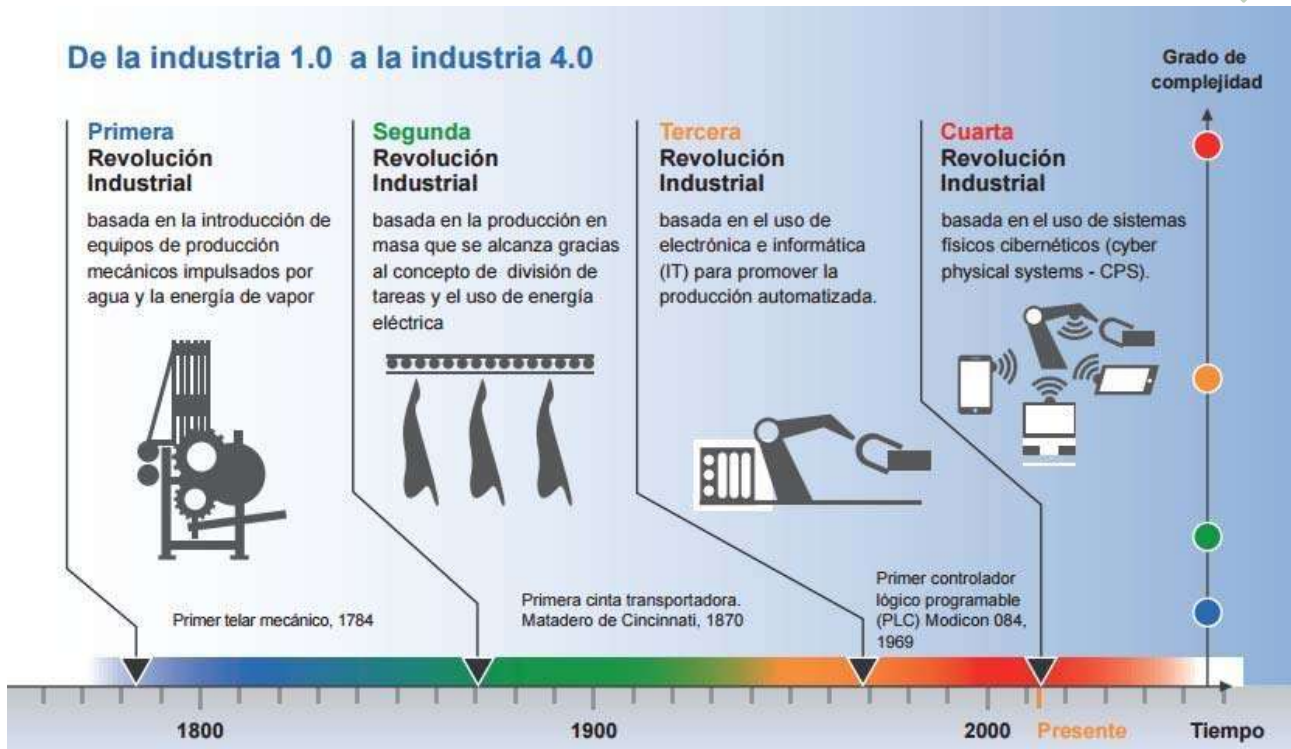 De la industria 1.0 a la industria 4.0
Grado de
complejidad
Primera
Revolución
Industrial
basada en la introducción de
equipos de producción
mecánicos impulsados por
agua y la energía de vapor
Segunda
Revolución
Industrial
basada en la producción en
masa que se alcanza gracias
al concepto de división de
tareas y el uso de energía
eléctrica
Tercera
Revolución
Industrial
basada en el uso de
electrónica e informática
(IT) para promover la
producción automatizada.
Cuarta
Revolución
Industrial
basada en el uso de sistemas
físicos cibernéticos (cyber
physical systems - CPS).
Primer telar mecánico, 1784
Primera cinta transportadora.
Matadero de Cincinnati, 1870
Primer controlador
lógico programable
(PLC) Modicon 084,
1969
1800
1900
2000
Presente
Tiempo